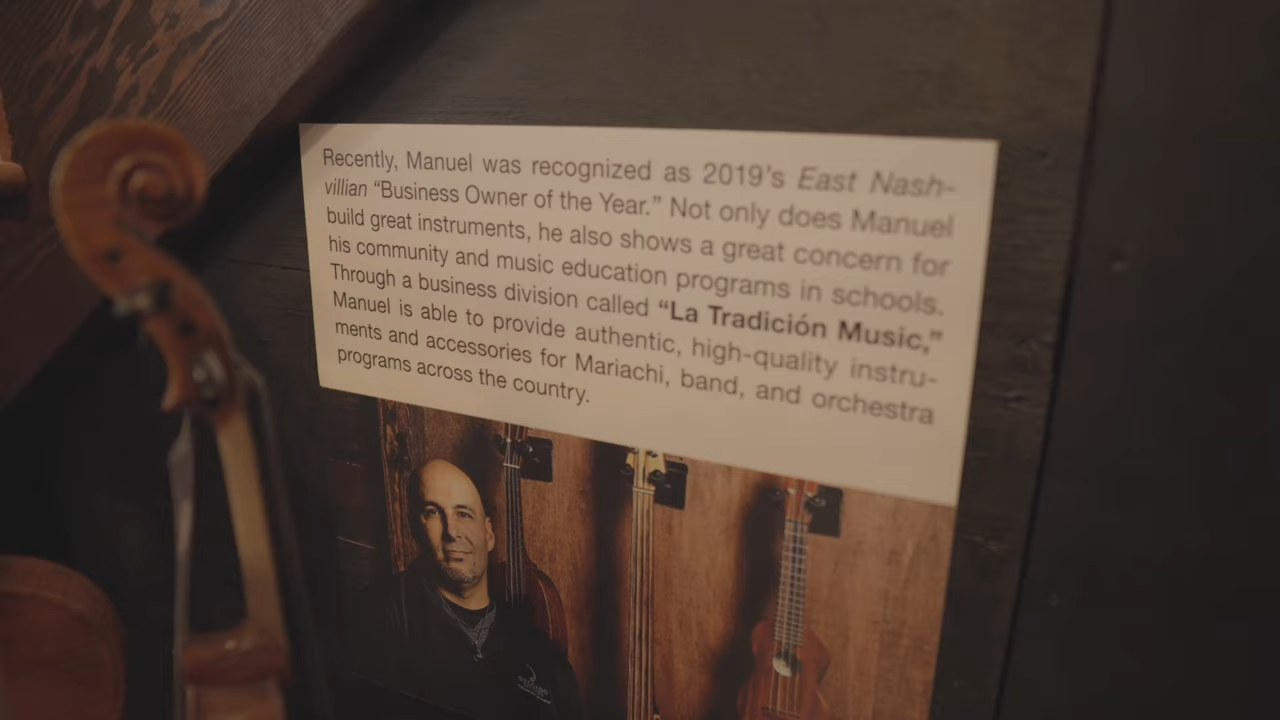 Recently, Manuel was recognized as 2019's East Nash-
villian “Business Owner of the Year.” Not only does Manuel
build great instruments, he also shows a great concern for
his community and music education programs in schools.
Through a business division called “La Tradición Music,”
Manuel is able to provide authentic, high-quality instru-
ments and accessories for Mariachi, band, and orchestra
programs across the country.